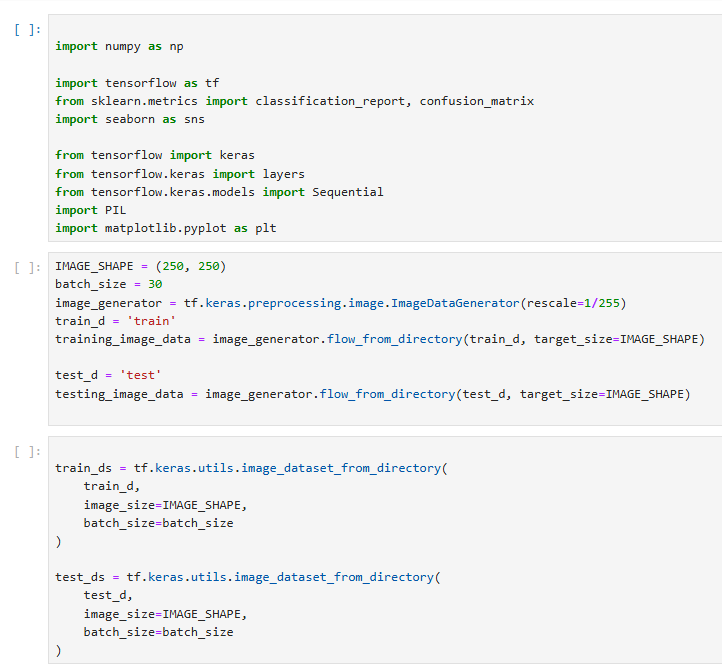 [ ]:
import numpy as np
import tensorflow as tf
from sklearn.metrics import classification_report, confusion_matrix
import seaborn as sns
from tensorflow import keras
from tensorflow.keras import layers
from tensorflow.keras.models import Sequential
import PIL
import matplotlib.pyplot as plt
[ ]: IMAGE_SHAPE = (250, 250)
batch_size = 30
image_generator = tf.keras.preprocessing.image.ImageDataGenerator(rescale=1/255)
train_d = 'train'
training_image_data = image_generator.flow_from_directory(train_d, target_size=IMAGE_SHAPE)
test_d = 'test'
testing_image_data = image_generator.flow_from_directory(test_d, target_size=IMAGE_SHAPE)
[ ]:
train_ds = tf.keras.utils.image_dataset_from_directory(
    train_d,
    image_size=IMAGE_SHAPE,
    batch_size=batch_size
)
test_ds = tf.keras.utils.image_dataset_from_directory(
    test_d,
    image_size=IMAGE_SHAPE,
    batch_size=batch_size
)